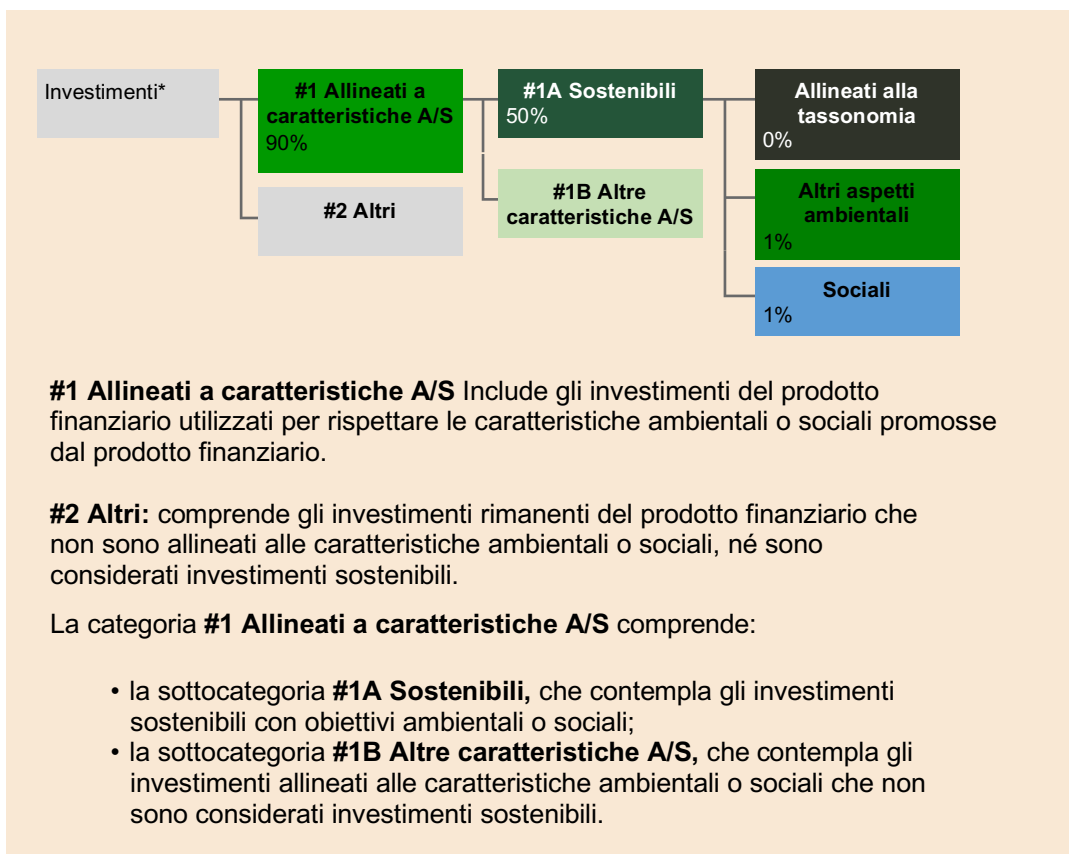 Investimenti*
#1 Allineati a
caratteristiche A/S
90%
#2 Altri
#1A Sostenibili
50%
#1B Altre
caratteristiche A/S
Allineati alla
tassonomia
0%
Altri aspetti
ambientali
1%
Sociali
1%
#1 Allineati a caratteristiche A/S Include gli investimenti del prodotto
finanziario utilizzati per rispettare le caratteristiche ambientali o sociali promosse
dal prodotto finanziario.
#2 Altri: comprende gli investimenti rimanenti del prodotto finanziario che
non sono allineati alle caratteristiche ambientali o sociali, né sono
considerati investimenti sostenibili.
La categoria #1 Allineati a caratteristiche A/S comprende:
• la sottocategoria #1A Sostenibili, che contempla gli investimenti
sostenibili con obiettivi ambientali o sociali;
• la sottocategoria #1B Altre caratteristiche A/S, che contempla gli
investimenti allineati alle caratteristiche ambientali o sociali che non
sono considerati investimenti sostenibili.